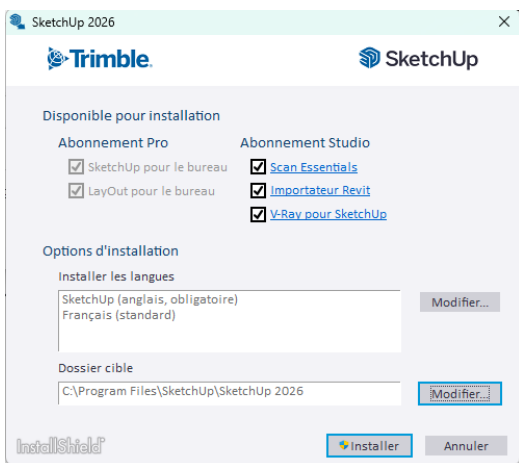 SketchUp 2026
Trimble.
SketchUp
Disponible pour installation
Abonnement Pro
SketchUp pour le bureau
LayOut pour le bureau
Abonnement Studio
Scan Essentials
Importateur Revit
V-Ray pour SketchUp
Options d'installation
Installer les langues
SketchUp (anglais, obligatoire)
Français (standard)
Modifier...
Dossier cible
C:\Program Files\SketchUp\SketchUp 2026
Modifier...
InstallShield
Installer
Annuler